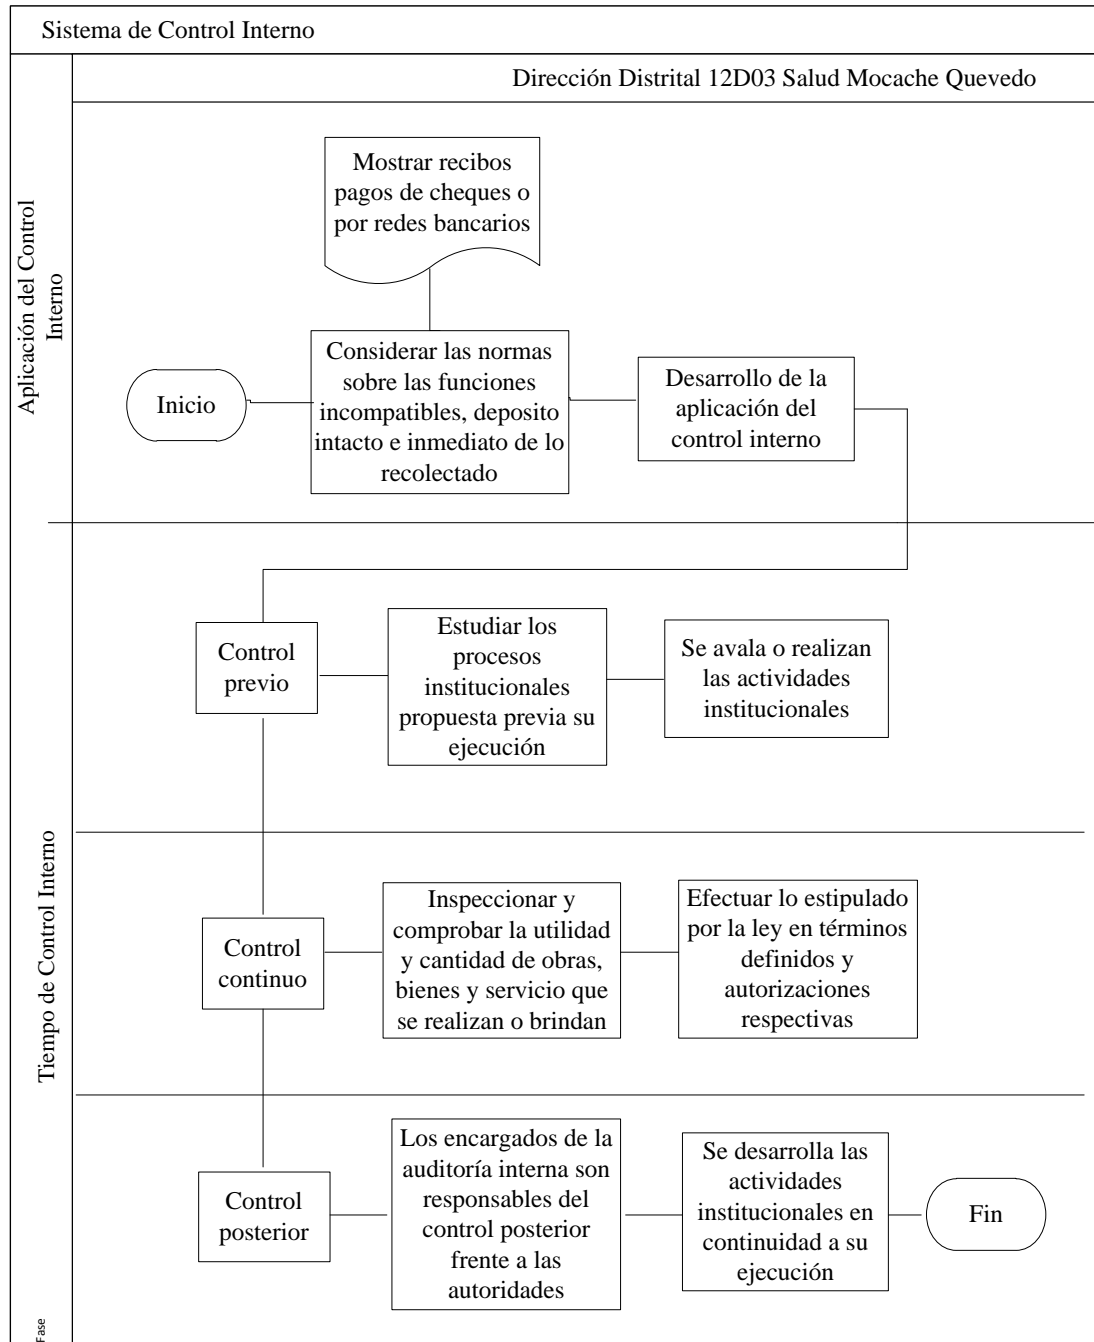 Sistema de Control Interno
Dirección Distrital 12D03 Salud Mocache Quevedo
Aplicación del Control
Interno
Mostrar recibos
pagos de cheques o
por redes bancarios
Inicio
Considerar las normas
sobre las funciones
incompatibles, deposito
intacto e inmediato de lo
recolectado
Desarrollo de la
aplicación del
control interno
Tiempo de Control Interno
Control
previo
Estudiar los
procesos
institucionales
propuesta previa su
ejecución
Se avala o realizan
las actividades
institucionales
Control
continuo
Inspeccionar y
comprobar la utilidad
y cantidad de obras,
bienes y servicio que
se realizan o brindan
Efectuar lo estipulado
por la ley en términos
definidos y
autorizaciones
respectivas
Control
posterior
Los encargados de la
auditoría interna son
responsables del
control posterior
frente a las
autoridades
Se desarrolla las
actividades
institucionales en
continuidad a su
ejecución
Fin
Fase